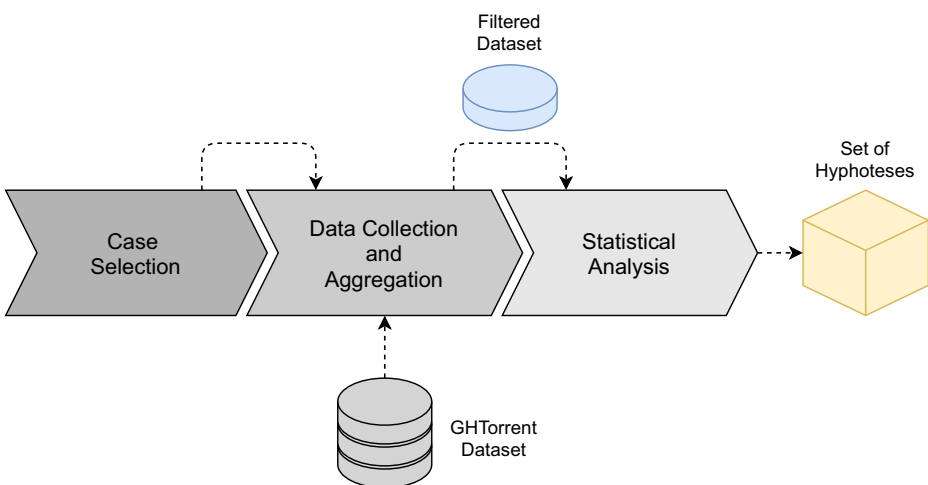 Filtered
Dataset
Set of
Hyphoteses
Case
Selection
Data Collection
and
Aggregation
Statistical
Analysis
GHTorrent
Dataset